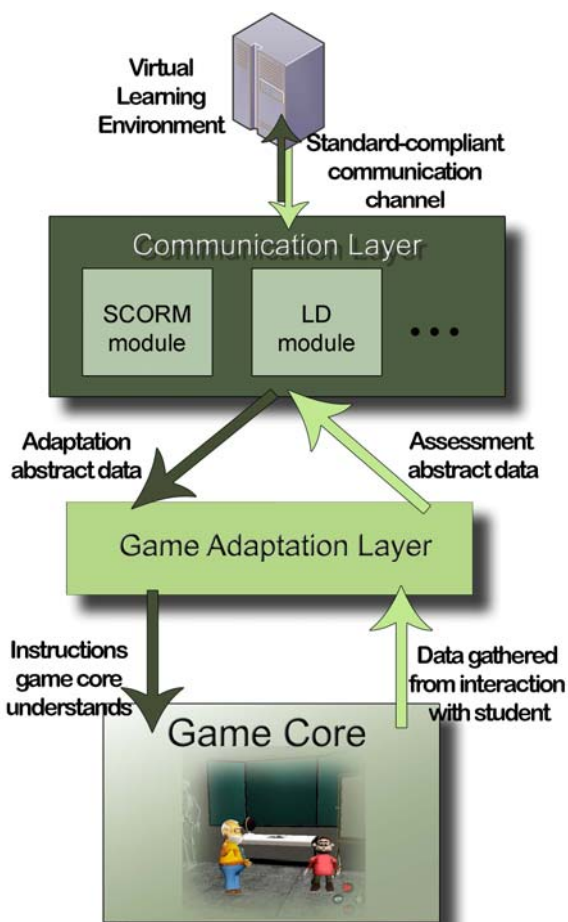 Virtual
Learning
Environment
Standard-compliant
communication
channel
Communication Layer
SCORM
module
LD
module
...
Adaptation
abstract data
Assessment
abstract data
Game Adaptation Layer
Instructions
game core
understands
Data gathered
from interaction
with student
Game Core